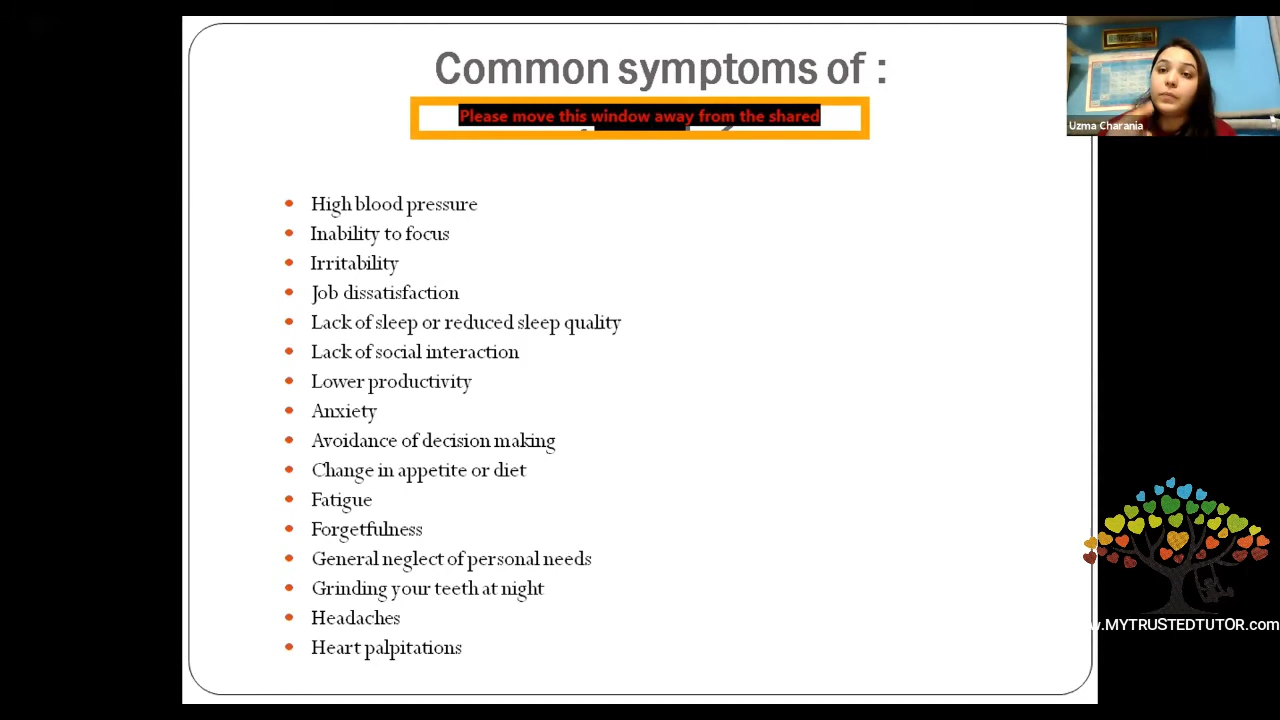 Common symptoms of :
Please move this window away from the shared
Uzma Charania
High blood pressure
Inability to focus
Irritability
Job dissatisfaction
Lack of sleep or reduced sleep quality
Lack of social interaction
Lower productivity
Anxiety
Avoidance of decision making
Change in appetite or diet
Fatigue
Forgetfulness
General neglect of personal needs
Grinding your teeth at night
Headaches
Heart palpitations
w.MYTRUSTEDTUTOR.com